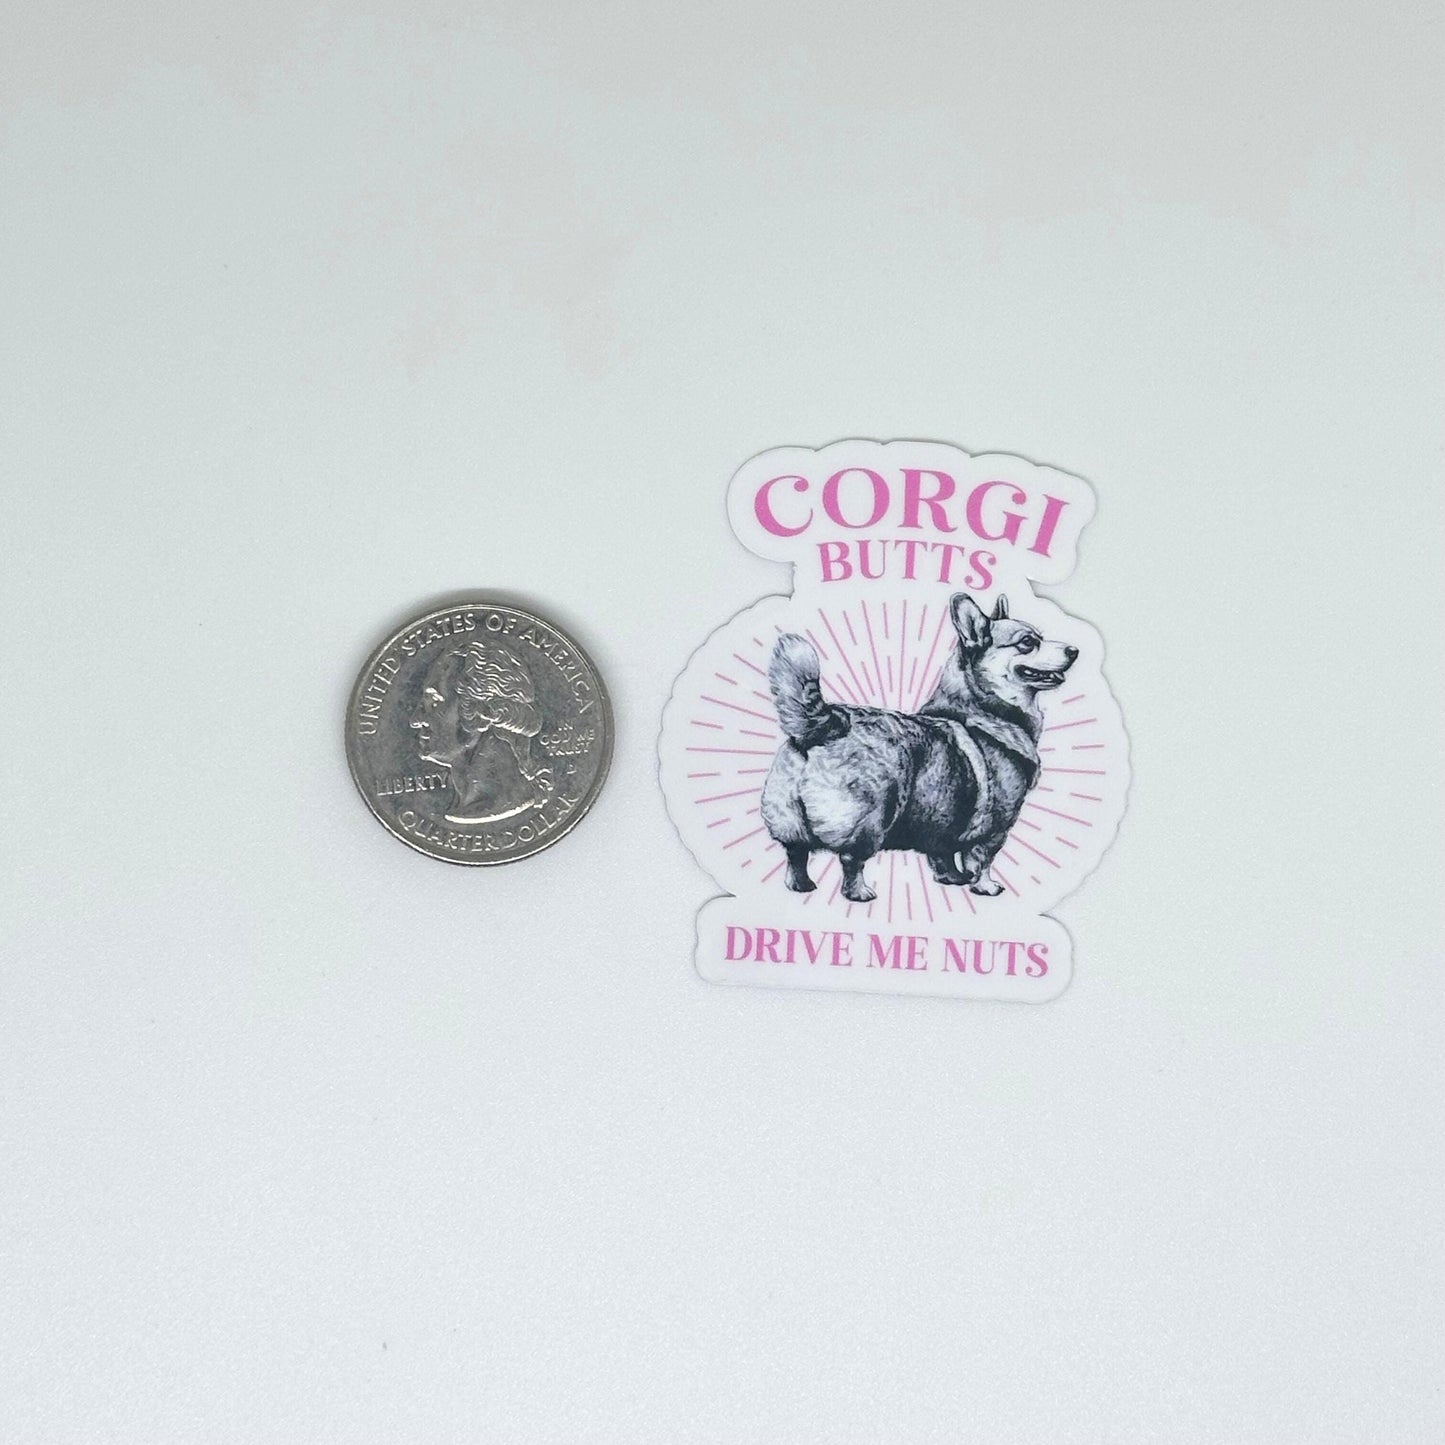 UNITED STATES OF AMERICA
LIBERTY
IN
GOD WE
TRUST
D
QUARTER DOLLAR
CORGI
BUTTS
DRIVE ME NUTS